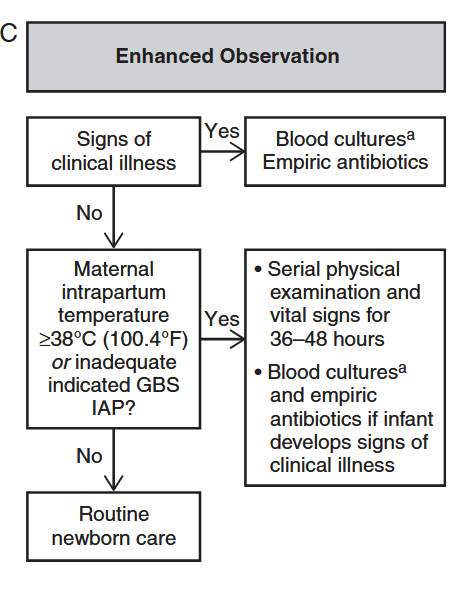 C
Enhanced Observation
Signs of
clinical illness
Yes
Blood culturesª
Empiric antibiotics
No
Maternal
intrapartum
temperature
≥38°C (100.4°F)
or inadequate
indicated GBS
IAP?
Yes
• Serial physical
examination and
vital signs for
36–48 hours
• Blood culturesª
and empiric
antibiotics if infant
develops signs of
clinical illness
No
Routine
newborn care